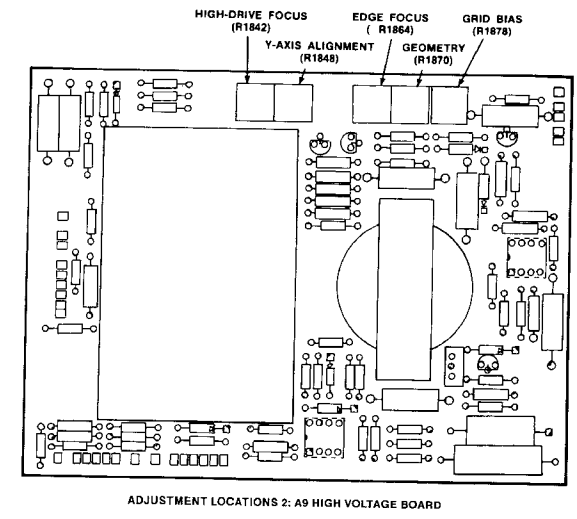 HIGH-DRIVE FOCUS
(R1842)
EDGE FOCUS
( R1864)
GRID BIAS
(R1878)
Y-AXIS ALIGNMENT
(R1848)
GEOMETRY
(R1870)
ADJUSTMENT LOCATIONS 2: A9 HIGH VOLTAGE BOARD